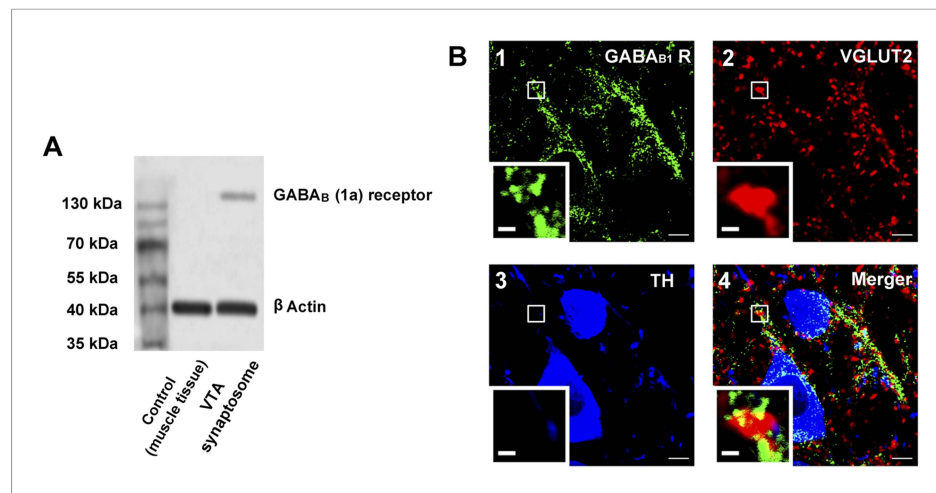 A
130 kDa
70 kDa
55 kDa
40 kDa
35 kDa
GABAB (1a) receptor
β Actin
Control
(muscle tissue)
VTA
synaptosome
B
1
GABAB1 R
2
VGLUT2
3
TH
4
Merger